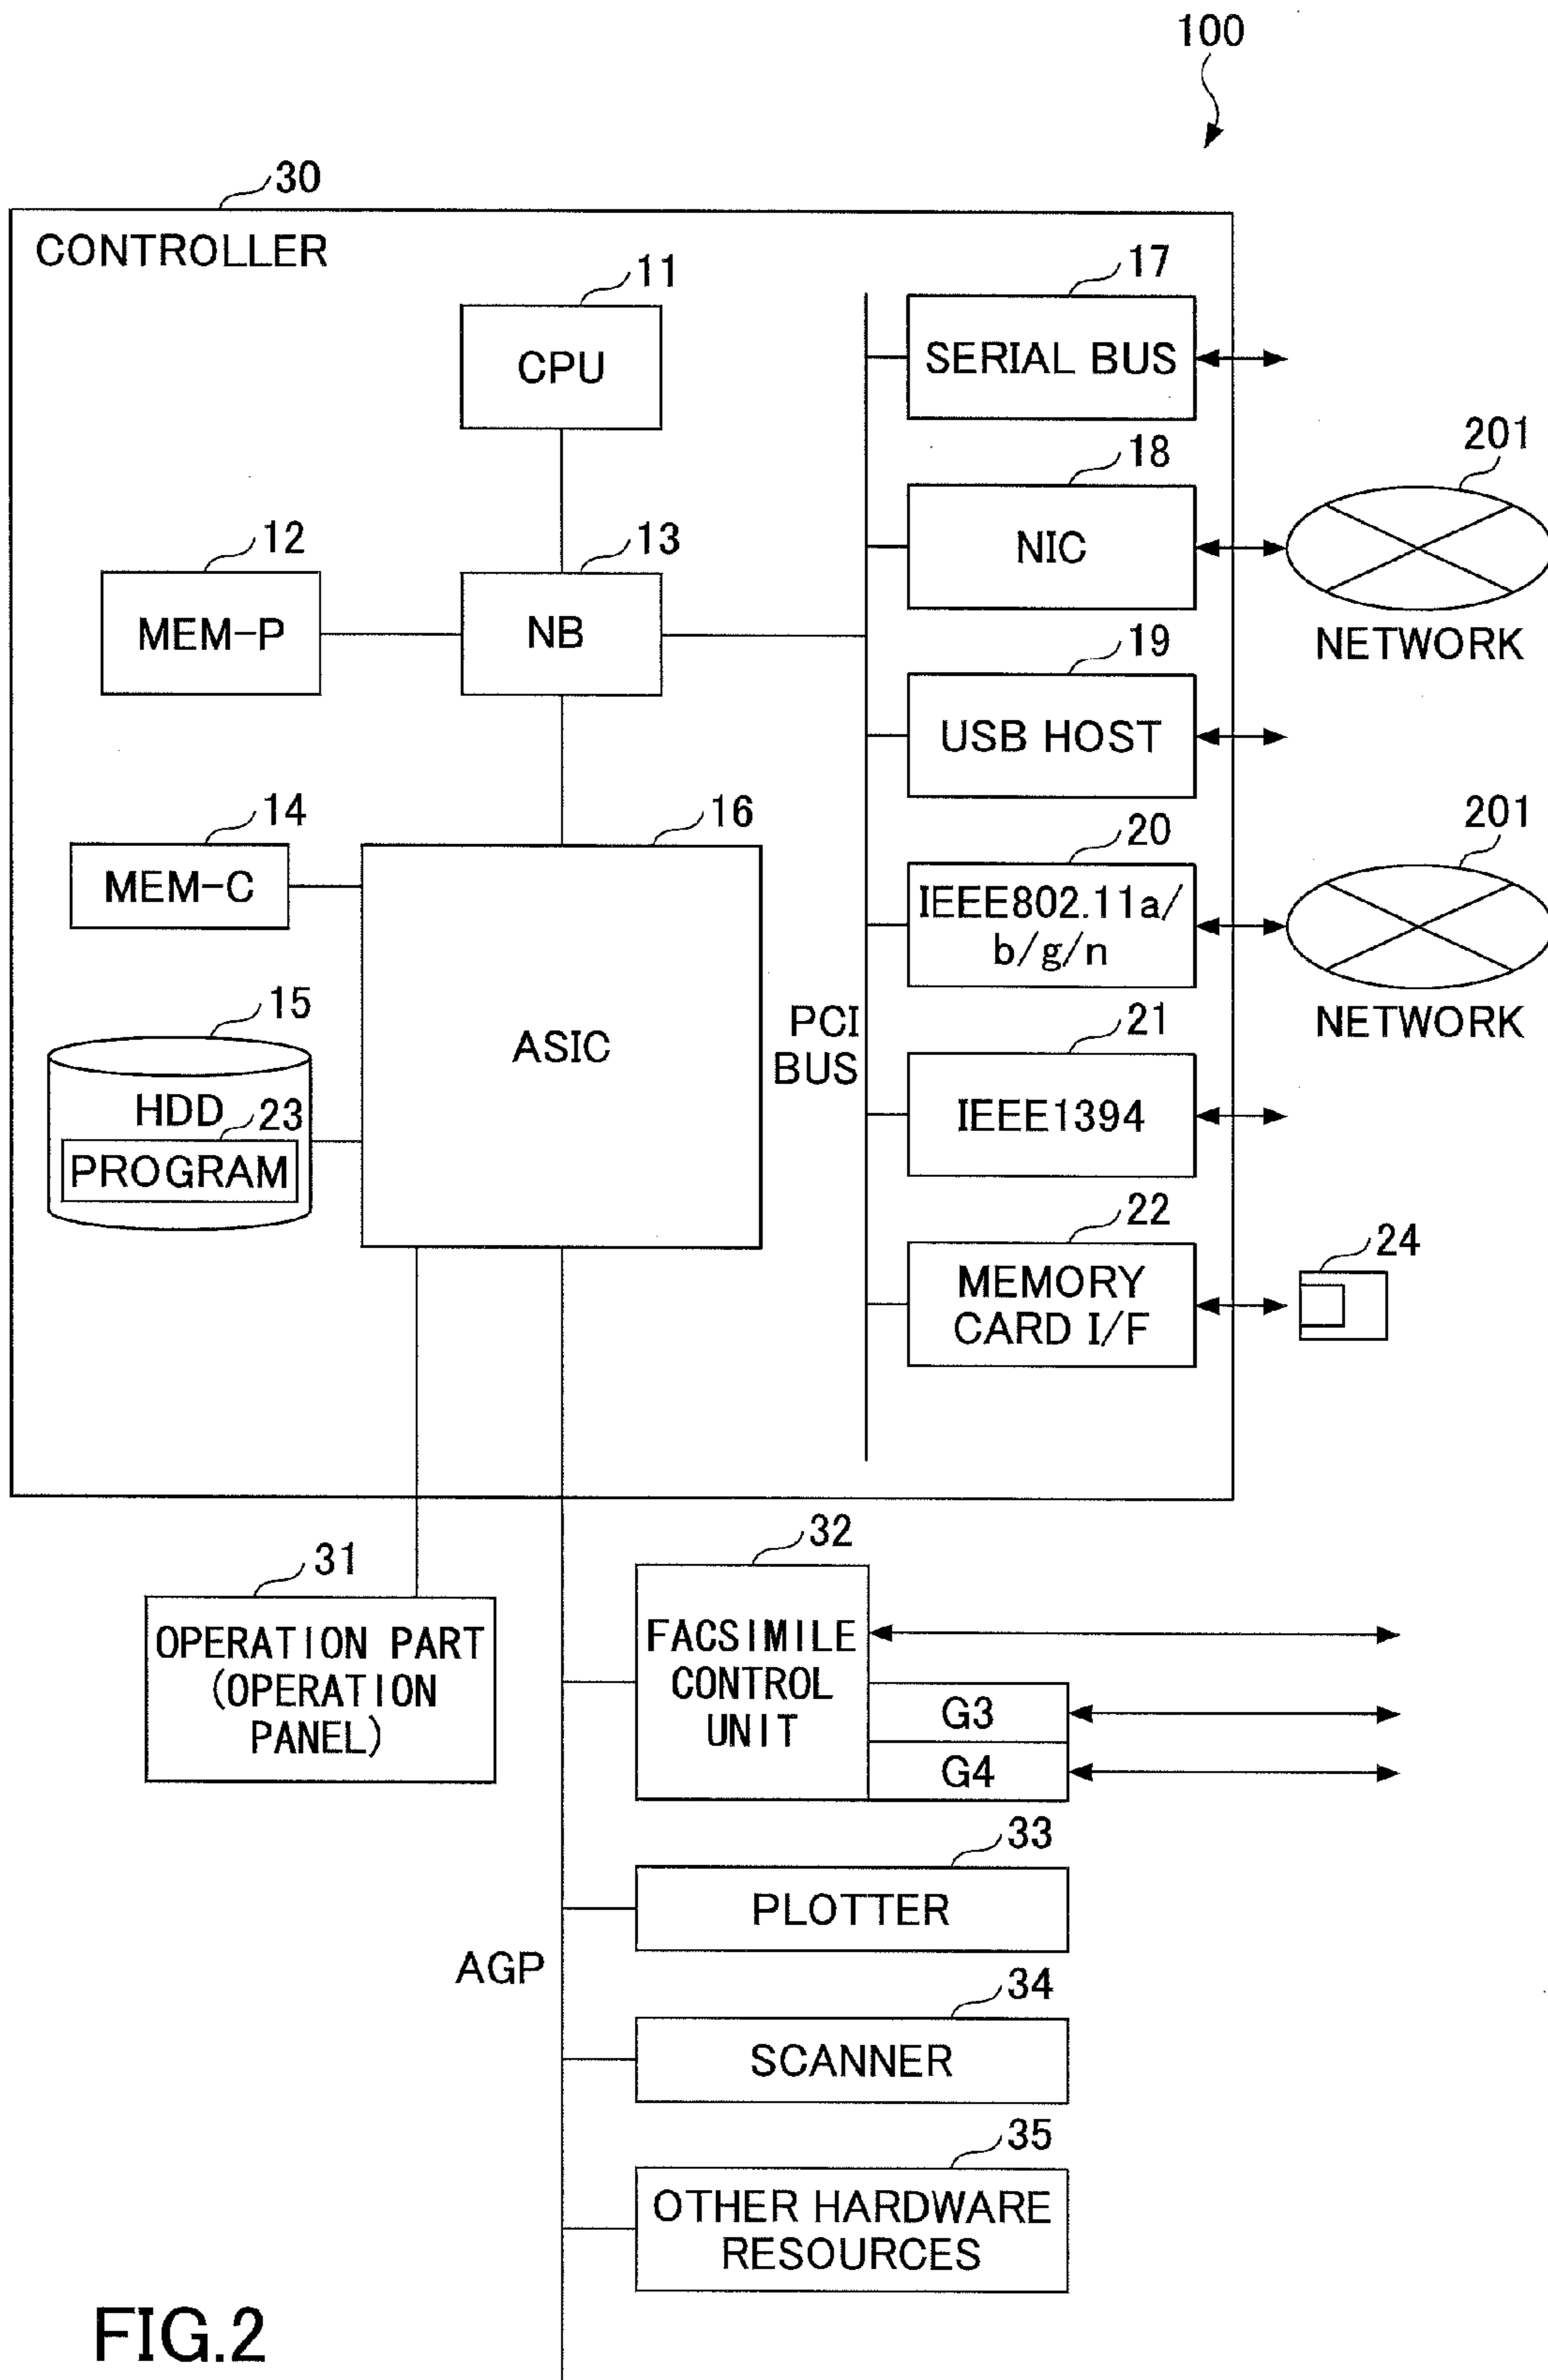 100
30
CONTROLLER
11
CPU
17
SERIAL BUS
18
NIC
201
NETWORK
12
MEM-P
13
NB
19
USB HOST
14
MEM-C
16
ASIC
20
IEEE802.11a/
b/g/n
201
NETWORK
15
HDD
23
PROGRAM
PCI
BUS
21
IEEE1394
22
MEMORY
CARD I/F
24
31
OPERATION PART
(OPERATION
PANEL)
32
FACSIMILE
CONTROL
UNIT
G3
G4
33
PLOTTER
AGP
34
SCANNER
35
OTHER HARDWARE
RESOURCES
FIG.2